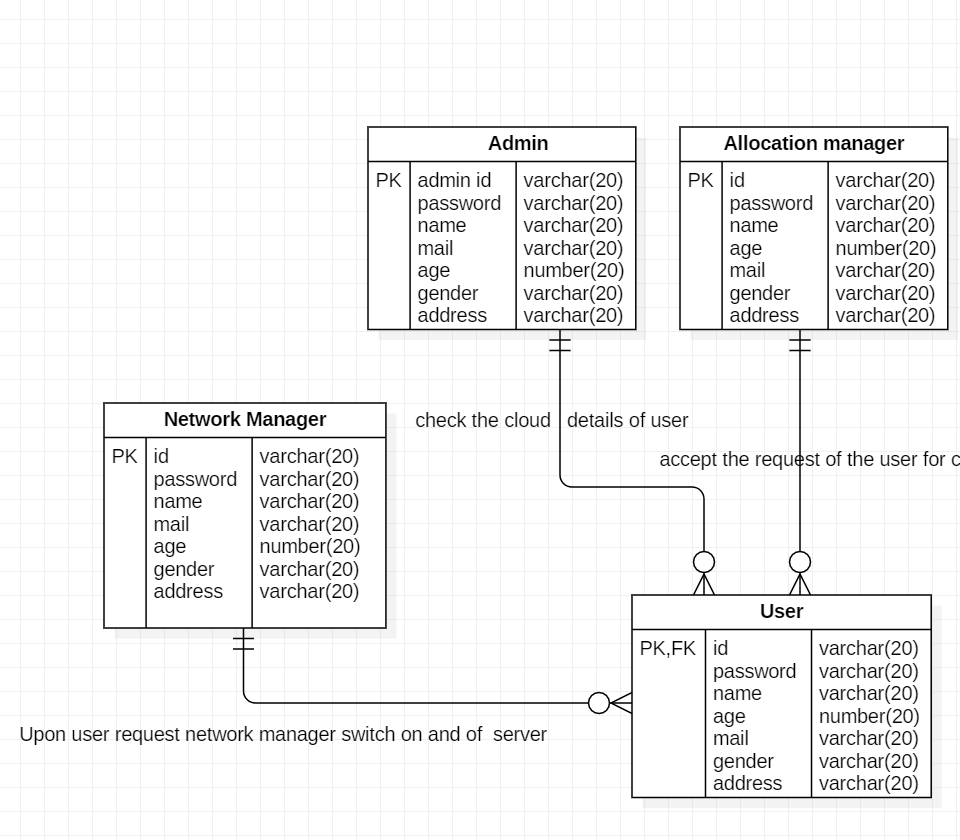 Admin
PK admin id varchar(20)
password varchar(20)
name varchar(20)
mail varchar(20)
age number(20)
gender varchar(20)
address varchar(20)
Allocation manager
PK id varchar(20)
password varchar(20)
name varchar(20)
age number(20)
mail varchar(20)
gender varchar(20)
address varchar(20)
Network Manager
PK id varchar(20)
password varchar(20)
name varchar(20)
mail varchar(20)
age number(20)
gender varchar(20)
address varchar(20)
check the cloud details of user
accept the request of the user for
User
PK,FK id varchar(20)
password varchar(20)
name varchar(20)
age number(20)
mail varchar(20)
gender varchar(20)
address varchar(20)
Upon user request network manager switch on and of server